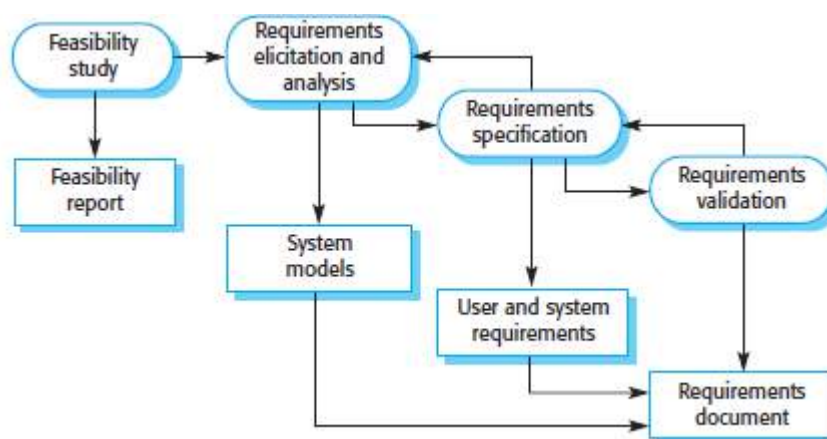 Feasibility
study
Requirements
elicitation and
analysis
Requirements
specification
Feasibility
report
Requirements
validation
System
models
User and system
requirements
Requirements
document